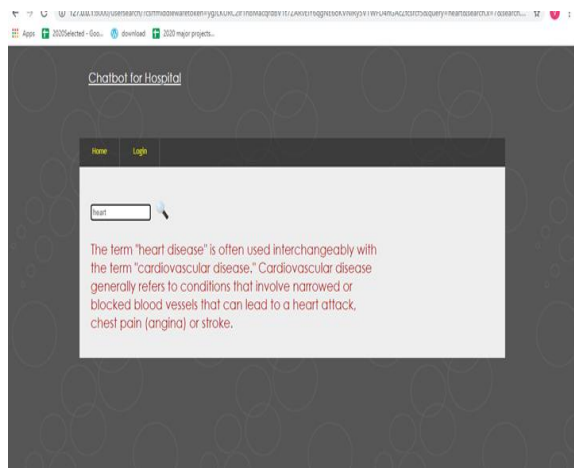 Apps 2020Selected - Goo... download 2020 major projects...
Chatbot for Hospital
Home Login
heart
The term "heart disease" is often used interchangeably with
the term "cardiovascular disease." Cardiovascular disease
generally refers to conditions that involve narrowed or
blocked blood vessels that can lead to a heart attack,
chest pain (angina) or stroke.